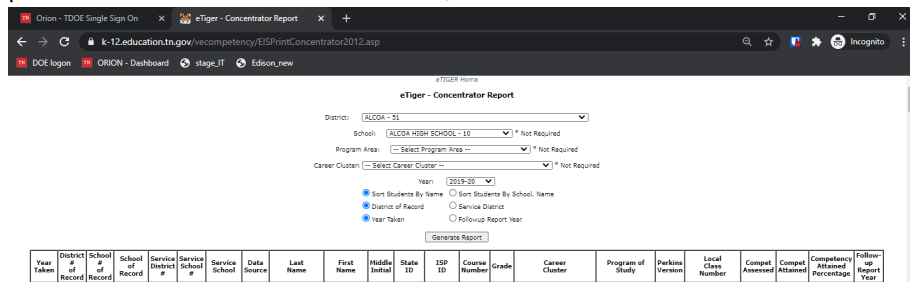 Orion - TDOE Single Sign On
eTiger - Concentrator Report
k-12.education.tn.gov/vecompetency/EISPrintConcentrator2012.asp
Incognito
DOE logon
TN ORION - Dashboard
stage_IT
Edison_new
eTIGER Home
eTiger - Concentrator Report
District: ALCOA - 51
School: ALCOA HIGH SCHOOL - 10 * Not Required
Program Area: -- Select Program Area -- * Not Required
Career Cluster: -- Select Career Cluster -- * Not Required
Year: 2019-20
Sort Students By Name Sort Students By School, Name
District of Record Service District
Year Taken Followup Report Year
Generate Report
Year Taken
District # of Record
School # of Record
School of Record
Service District #
Service School #
Service School
Data Source
Last Name
First Name
Middle Initial
State ID
ISP ID
Course Number
Grade
Career Cluster
Program of Study
Perkins Version
Local Class Number
Compet Assessed
Compet Attained
Competency Attained Percentage
Follow-up Report Year